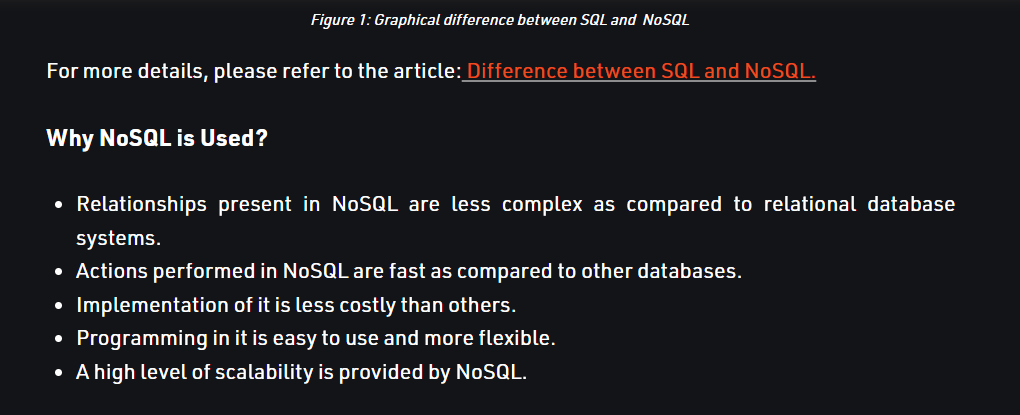 Figure 1: Graphical difference between SQL and NoSQL
For more details, please refer to the article: Difference between SQL and NoSQL.
Why NoSQL is Used?
• Relationships present in NoSQL are less complex as compared to relational database
systems.
• Actions performed in NoSQL are fast as compared to other databases.
• Implementation of it is less costly than others.
• Programming in it is easy to use and more flexible.
• A high level of scalability is provided by NoSQL.